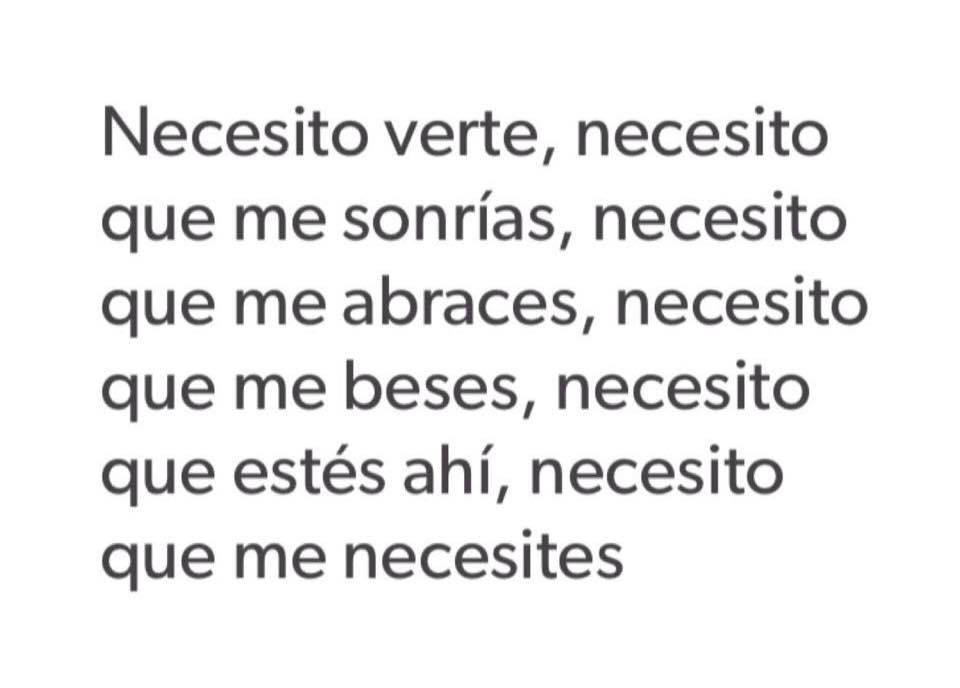 Necesito verte, necesito
que me sonrías, necesito
que me abraces, necesito
que me beses, necesito
que estés ahí, necesito
que me necesites